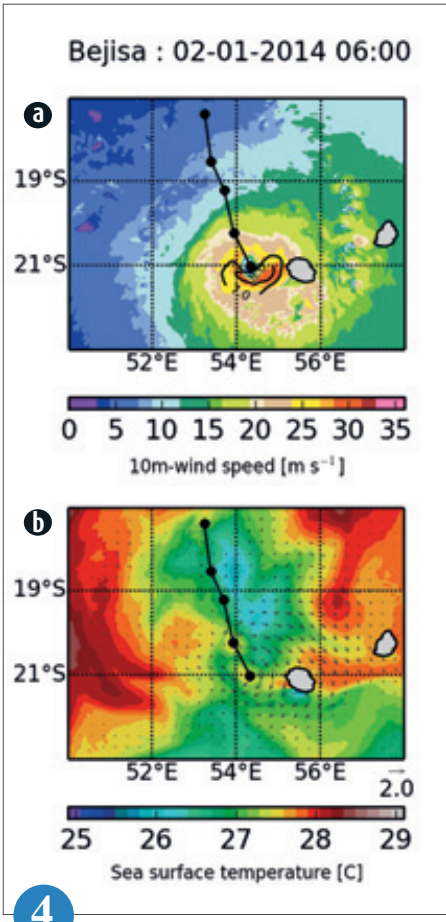 Bejisa : 02-01-2014 06:00
a
19°S
21°S
52°E 54°E 56°E
0 5 10 15 20 25 30 35
10m-wind speed [m s⁻¹]
b
19°S
21°S
52°E 54°E 56°E
2.0
25 26 27 28 29
Sea surface temperature [C]
4